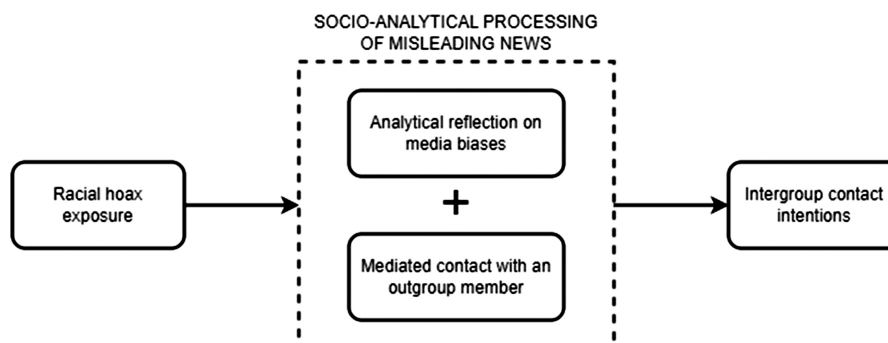 SOCIO-ANALYTICAL PROCESSING
OF MISLEADING NEWS
Racial hoax
exposure
Analytical reflection on
media biases
+
Mediated contact with an
outgroup member
Intergroup contact
intentions